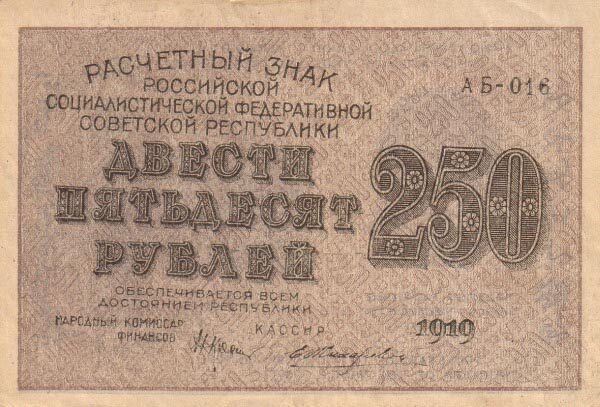 РАСЧЕТНЫЙ ЗНАК
РОССИЙСКОЙ
СОЦИАЛИСТИЧЕСКОЙ ФЕДЕРАТИВНОЙ
СОВЕТСКОЙ РЕСПУБЛИКИ
АБ-016
ДВЕСТИ
ПЯТЬДЕСЯТ
РУБЛЕЙ
250
ОБЕСПЕЧИВАЕТСЯ ВСЕМ
ДОСТОЯНИЕМ РЕСПУБЛИКИ
НАРОДНЫЙ КОМИССАР
ФИНАНСОВ
КАССИР
1919